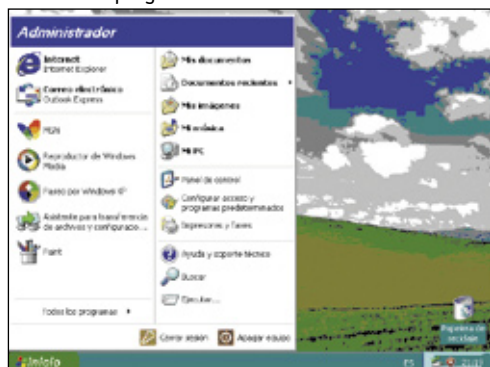 Administrador
Internet
Internet Explorer
Correo electrónico
Outlook Express
MSN
Reproductor de Windows
Media
Paseo por Windows XP
Asistente para transferencia
de archivos y configuracio...
Paint
Todos los programas
Mis documentos
Documentos recientes
Mis imágenes
Mi música
Mi PC
Panel de control
Configurar acceso y
programas predeterminados
Impresoras y faxes
Ayuda y soporte técnico
Buscar
Ejecutar...
Cerrar sesión
Apagar equipo
Papelera de
reciclaje
Inicio
ES